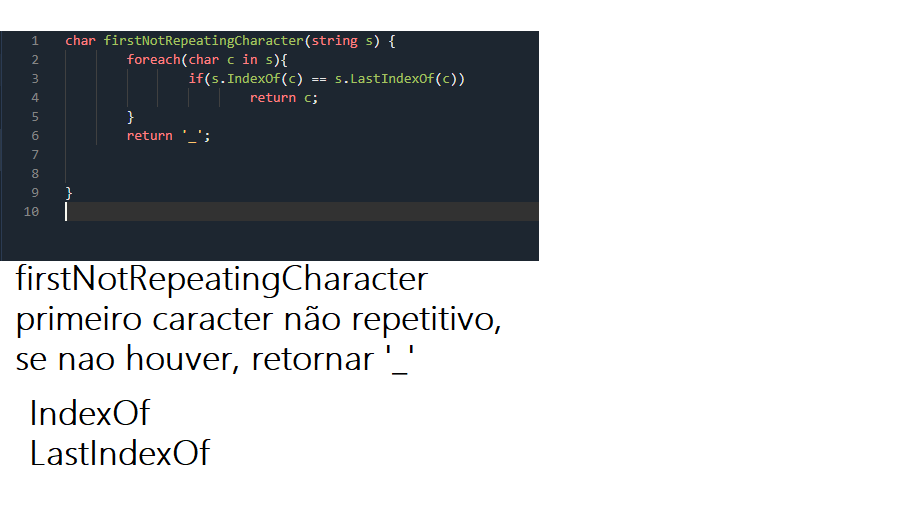 1 char firstNotRepeatingCharacter(string s) {
2 foreach(char c in s){
3 if(s.IndexOf(c) == s.LastIndexOf(c))
4 return c;
5 }
6 return '_';
7
8
9 }
10
firstNotRepeatingCharacter
primeiro caracter não repetitivo,
se nao houver, retornar '_'
IndexOf
LastIndexOf